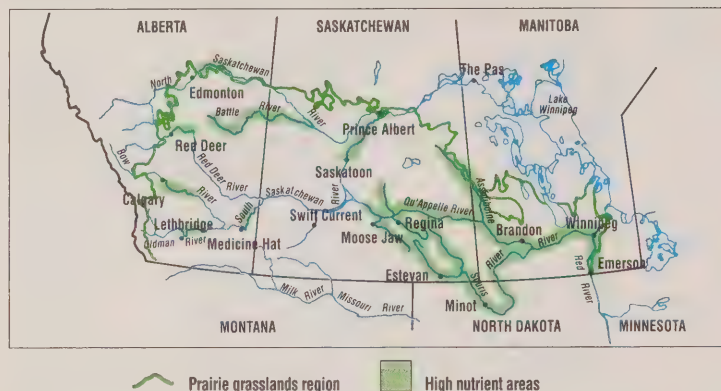 ALBERTA
SASKATCHEWAN
MANITOBA
North
Saskatchewan
River
The Pas
Edmonton
Lake
Winnipeg
Battle
River
Prince Albert
Red Deer
Bow
Red Deer River
Saskatoon
Assiniboine
Calgary
River
South
Saskatchewan
River
Qu'Appelle River
Lethbridge
Swift Current
Regina
Winnipeg
Oldman River
Medicine Hat
Moose Jaw
Brandon
River
River
Estevan
Souris
Red
River
Emerson
Milk River
Missouri River
Minot
MONTANA
NORTH DAKOTA
MINNESOTA
Prairie grasslands region
High nutrient areas